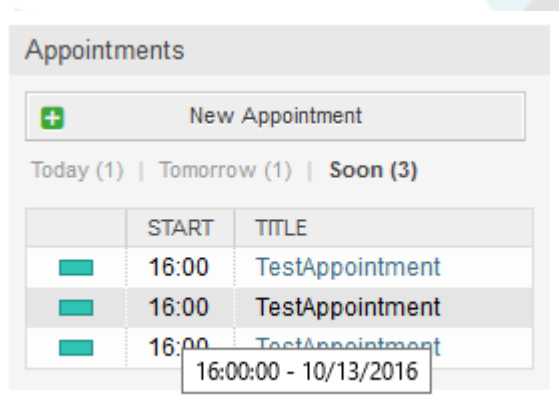 Appointments
New Appointment
Today (1) | Tomorrow (1) | Soon (3)
START TITLE
16:00 TestAppointment
16:00 TestAppointment
16:00 TestAppointment
16:00:00 - 10/13/2016